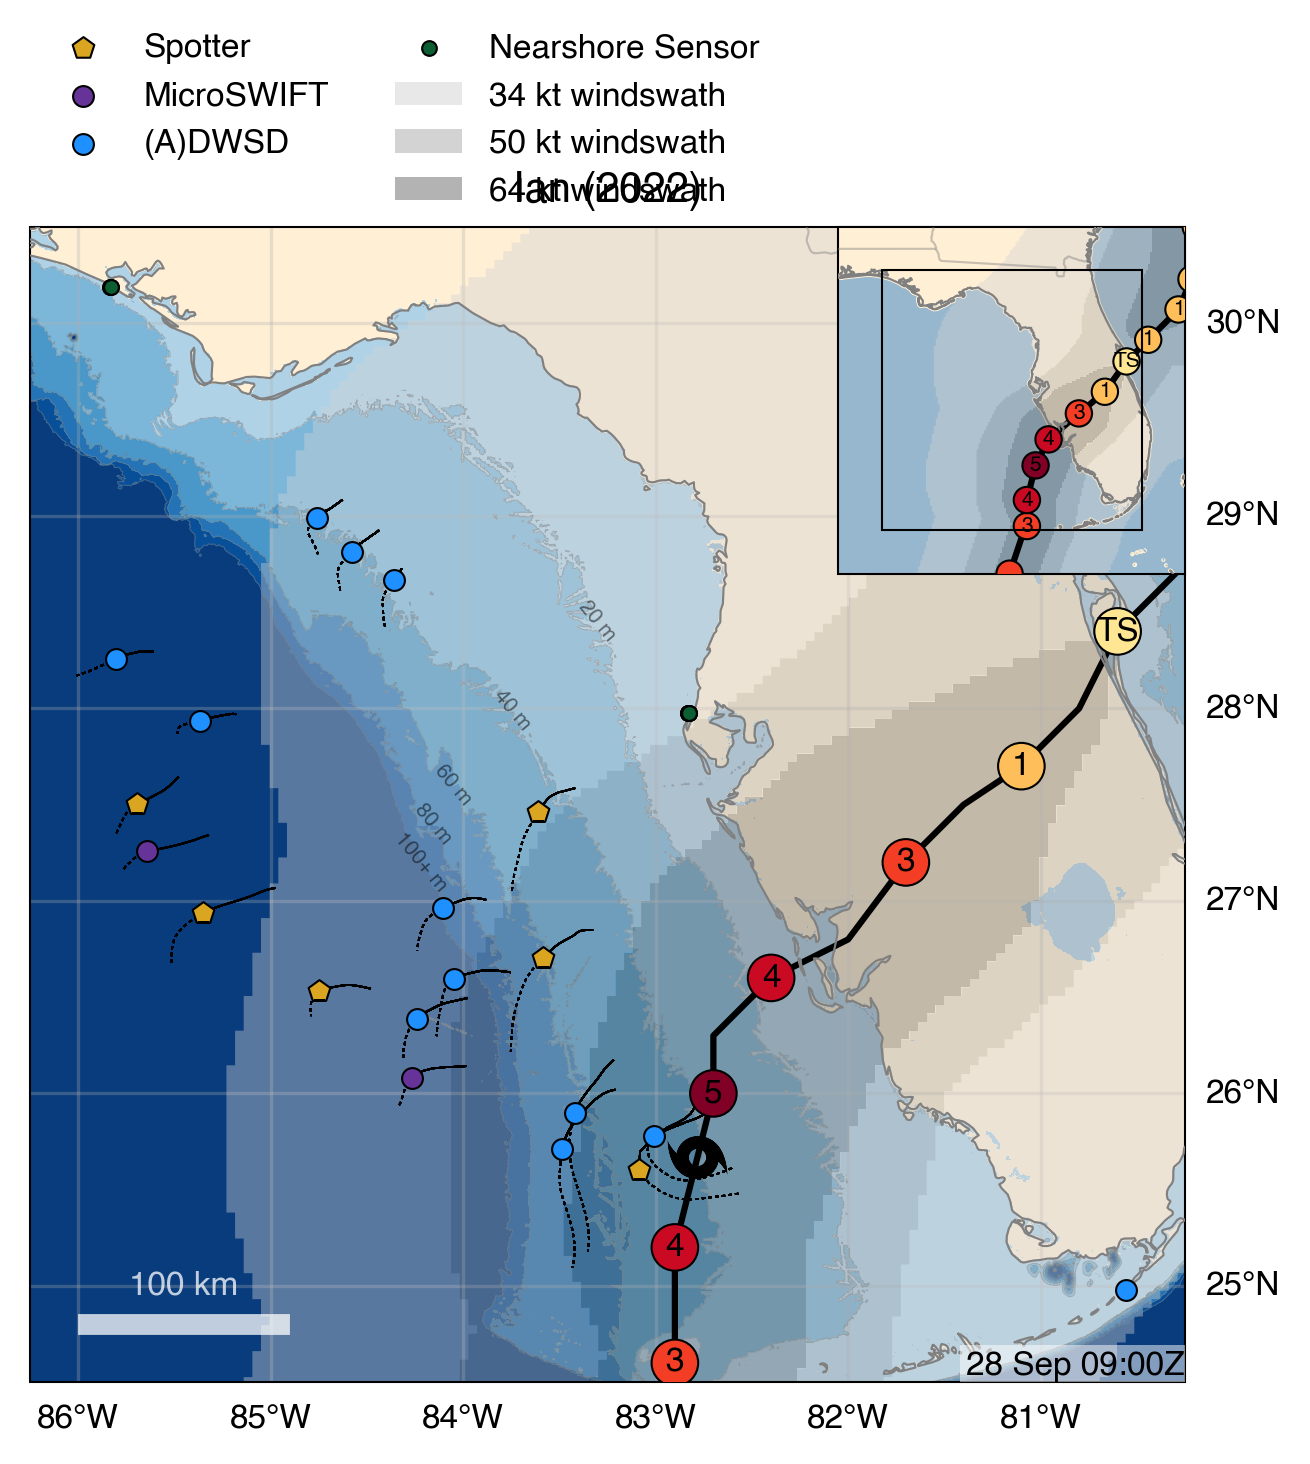 Spotter
MicroSWIFT
(A)DWSD
Nearshore Sensor
34 kt windswath
50 kt windswath
64 kt windswath
Ian (2022)
1
1
TS
1
3
4
5
4
3
30°N
29°N
28°N
27°N
26°N
25°N
20 m
40 m
60 m
80 m
100+ m
TS
1
3
4
5
4
3
100 km
28 Sep 09:00Z
86°W
85°W
84°W
83°W
82°W
81°W